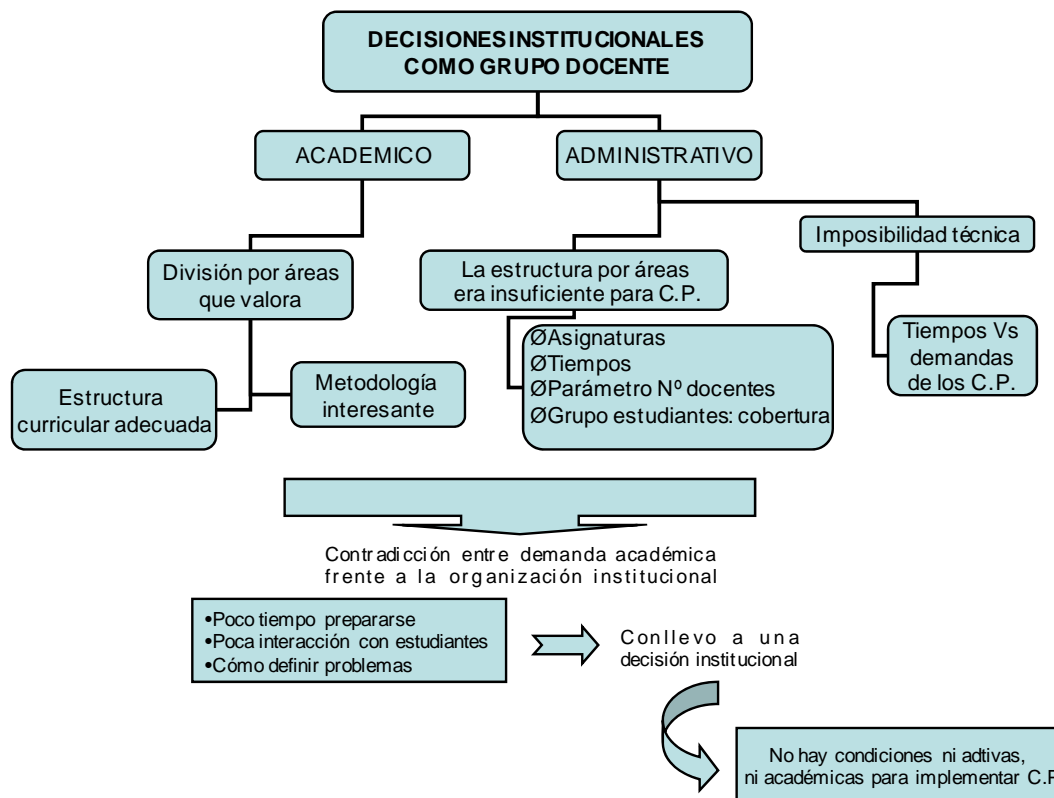 DECISIONES INSTITUCIONALES
COMO GRUPO DOCENTE
ACADEMICO
ADMINISTRATIVO
Imposibilidad técnica
División por áreas
que valora
La estructura por áreas
era insuficiente para C.P.
Tiempos Vs
demandas
de los C.P.
Estructura
curricular adecuada
Metodología
interesante
ØAsignaturas
ØTiempos
ØParámetro Nº docentes
ØGrupo estudiantes: cobertura
Contradicción entre demanda académica
frente a la organización institucional
•Poco tiempo prepararse
•Poca interacción con estudiantes
•Cómo definir problemas
Conllevo a una
decisión institucional
No hay condiciones ni adtivas,
ni académicas para implementar C.P